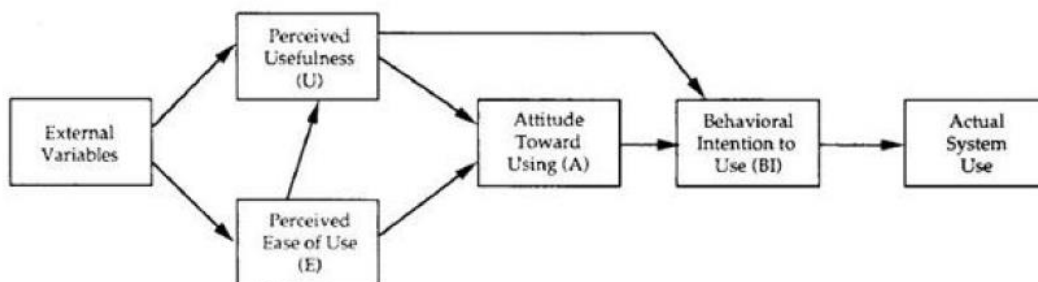 External
Variables
Perceived
Usefulness
(U)
Perceived
Ease of Use
(E)
Attitude
Toward
Using (A)
Behavioral
Intention to
Use (BI)
Actual
System
Use